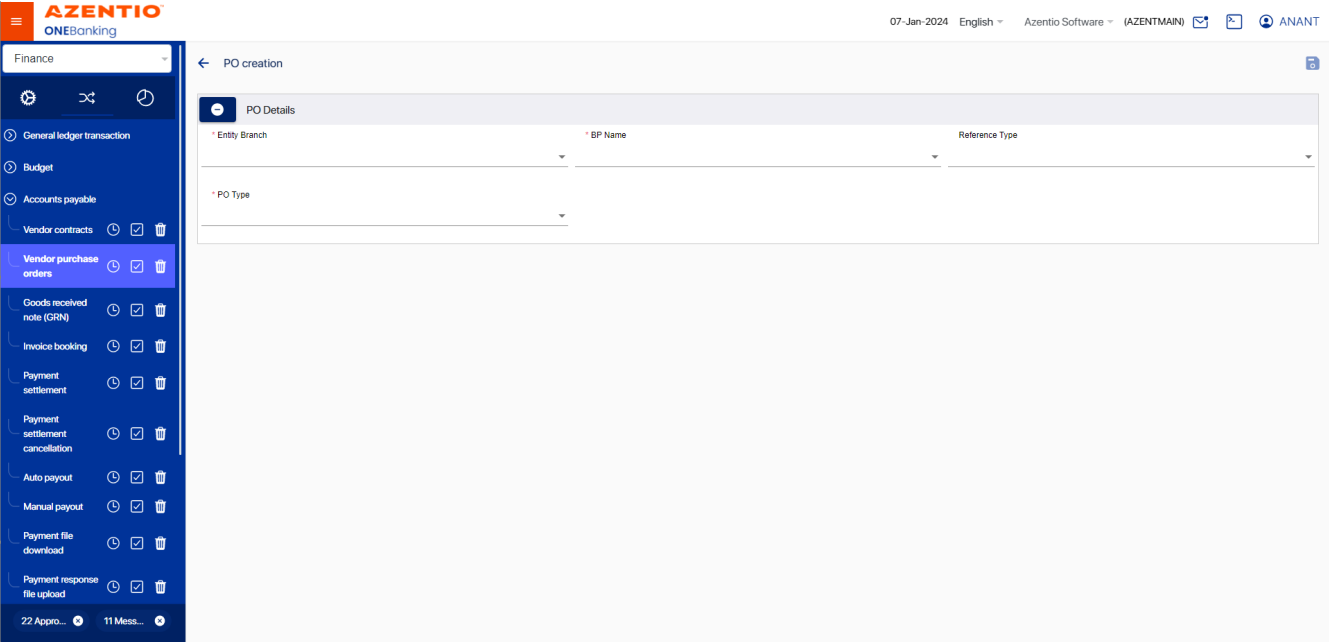 AZENTIO
ONEBanking
07-Jan-2024 English Azentio Software (AZENTMAIN) ANANT
Finance
PO creation
General ledger transaction
Budget
Accounts payable
Vendor contracts
Vendor purchase
orders
Goods received
note (GRN)
Invoice booking
Payment
settlement
Payment
settlement
cancellation
Auto payout
Manual payout
Payment file
download
Payment response
file upload
22 Appro... 11 Mess...
PO Details
* Entity Branch * BP Name Reference Type
* PO Type